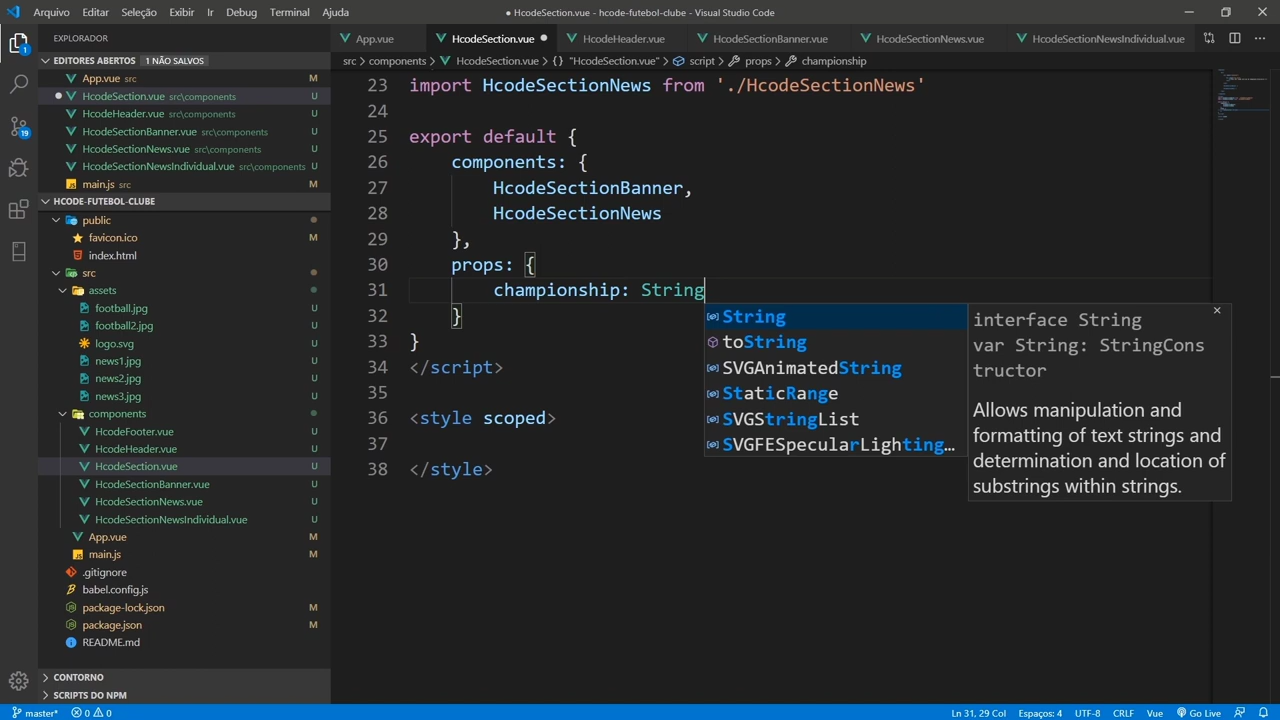 Arquivo Editar Seleção Exibir Ir Debug Terminal Ajuda
● HcodeSection.vue - hcode-futebol-clube - Visual Studio Code
EXPLORADOR
EDITORES ABERTOS 1 NÃO SALVOS
App.vue src M
HcodeSection.vue src\components U
HcodeHeader.vue src\components U
HcodeSectionBanner.vue src\components U
HcodeSectionNews.vue src\components U
HcodeSectionNewsIndividual.vue src\components U
main.js src M
HCODE-FUTEBOL-CLUBE
public
favicon.ico M
index.html
src
assets
football.jpg U
football2.jpg U
logo.svg U
news1.jpg U
news2.jpg U
news3.jpg U
components
HcodeFooter.vue U
HcodeHeader.vue U
HcodeSection.vue U
HcodeSectionBanner.vue U
HcodeSectionNews.vue U
HcodeSectionNewsIndividual.vue U
App.vue M
main.js M
.gitignore
babel.config.js
package-lock.json M
package.json M
README.md
CONTORNO
SCRIPTS DO NPM
1
19
App.vue HcodeSection.vue ● HcodeHeader.vue HcodeSectionBanner.vue HcodeSectionNews.vue HcodeSectionNewsIndividual.vue
src > components > HcodeSection.vue > {} "HcodeSection.vue" > script > props > championship
23 import HcodeSectionNews from './HcodeSectionNews'
24
25 export default {
26 components: {
27 HcodeSectionBanner,
28 HcodeSectionNews
29 },
30 props: {
31 championship: String
32 }
33 }
34 </script>
35
36 <style scoped>
37
38 </style>
String
toString
SVGAnimatedString
StaticRange
SVGStringList
SVGFESpecularLighting…
interface String
var String: StringCons
tructor
Allows manipulation and
formatting of text strings and
determination and location of
substrings within strings.
master* 0 0 Ln 31, 29 Col Espaços: 4 UTF-8 CRLF Vue Go Live